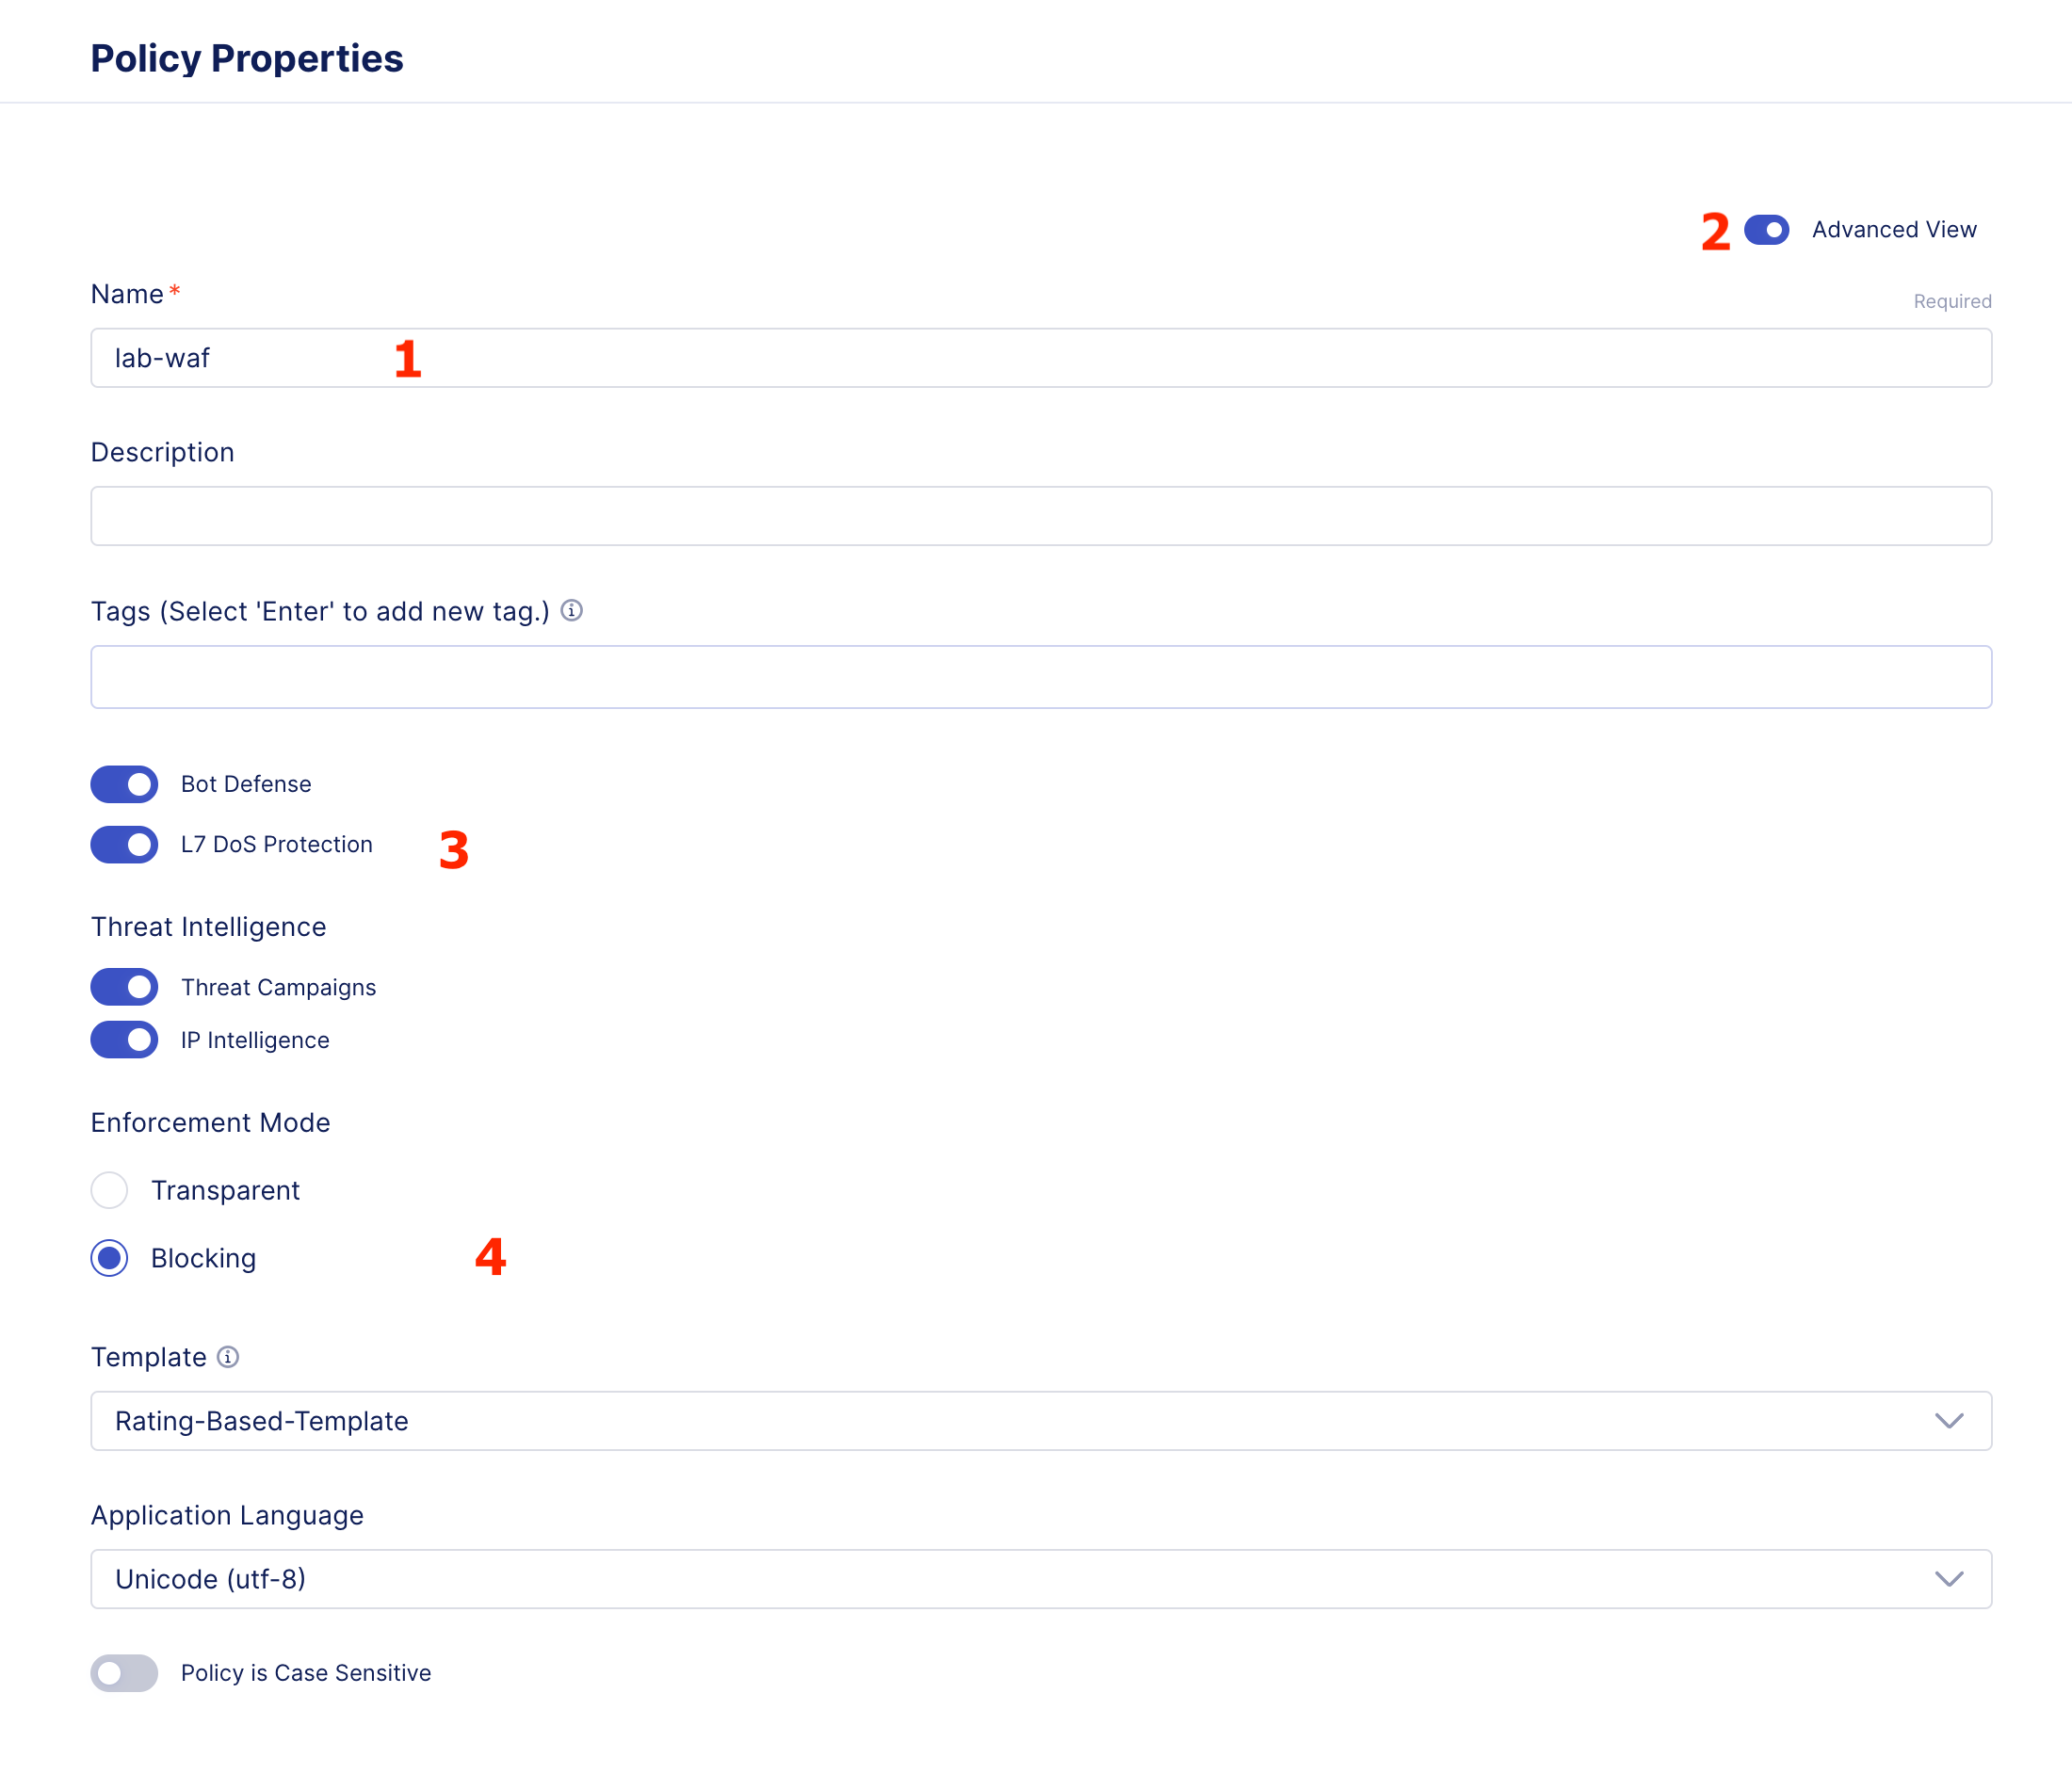 Policy Properties
2 Advanced View
Name*
Required
lab-waf 1
Description
Tags (Select 'Enter' to add new tag.)
Bot Defense
L7 DoS Protection 3
Threat Intelligence
Threat Campaigns
IP Intelligence
Enforcement Mode
Transparent
Blocking 4
Template
Rating-Based-Template
Application Language
Unicode (utf-8)
Policy is Case Sensitive